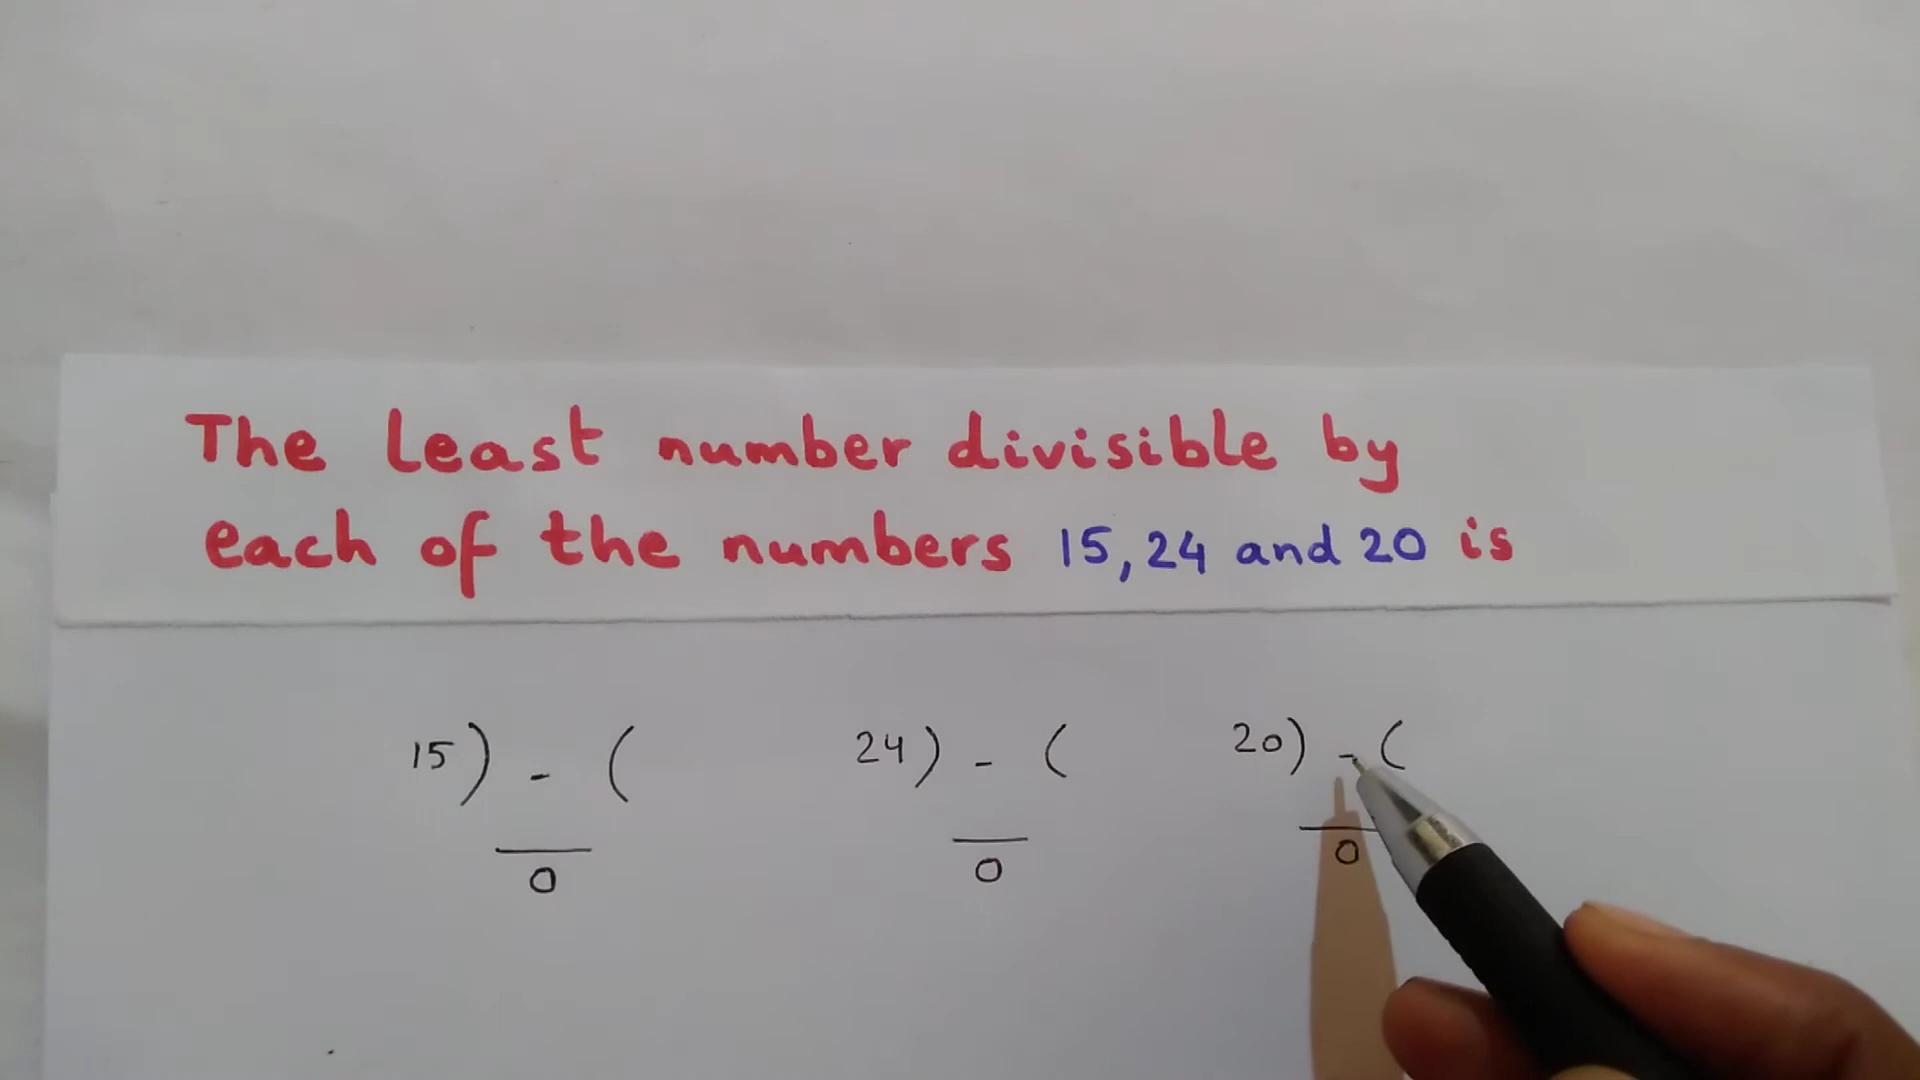 The least number divisible by
each of the numbers 15, 24 and 20 is
15) - ( 24) - ( 20) - (
0 0 0